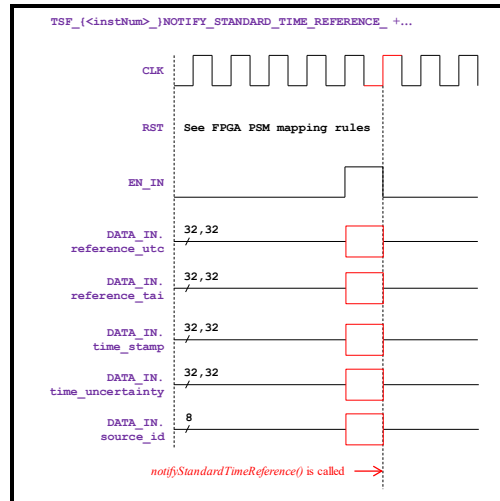 TSF_{<instNum>_}NOTIFY_STANDARD_TIME_REFERENCE_ +...
CLK
RST See FPGA PSM mapping rules
EN_IN
DATA_IN. 32,32
reference_utc
DATA_IN. 32,32
reference_tai
DATA_IN. 32,32
time_stamp
DATA_IN. 32,32
time_uncertainty
DATA_IN. 8
source_id
notifyStandardTimeReference() is called